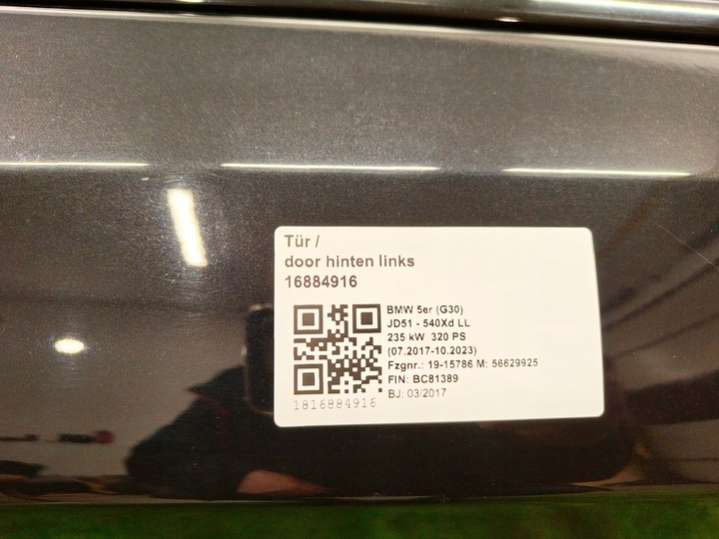 Tür /
door hinten links
16884916
BMW 5er (G30)
JD51 - 540Xd LL
235 kW 320 PS
(07.2017-10.2023)
Fzgnr.: 19-15786 M: 56629925
FIN: BC81389
BJ: 03/2017
1816884916